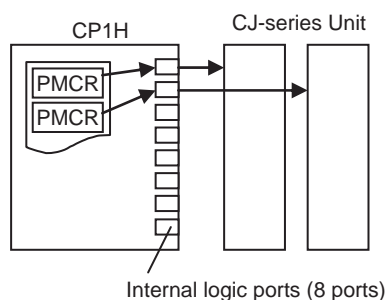 CP1H
CJ-series Unit
PMCR
PMCR
Internal logic ports (8 ports)